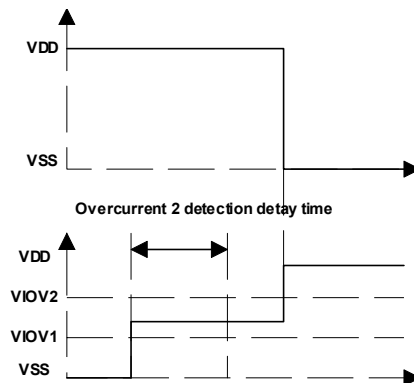 VDD
VSS
Overcurrent 2 detection detay time
VDD
VIOV2
VIOV1
VSS